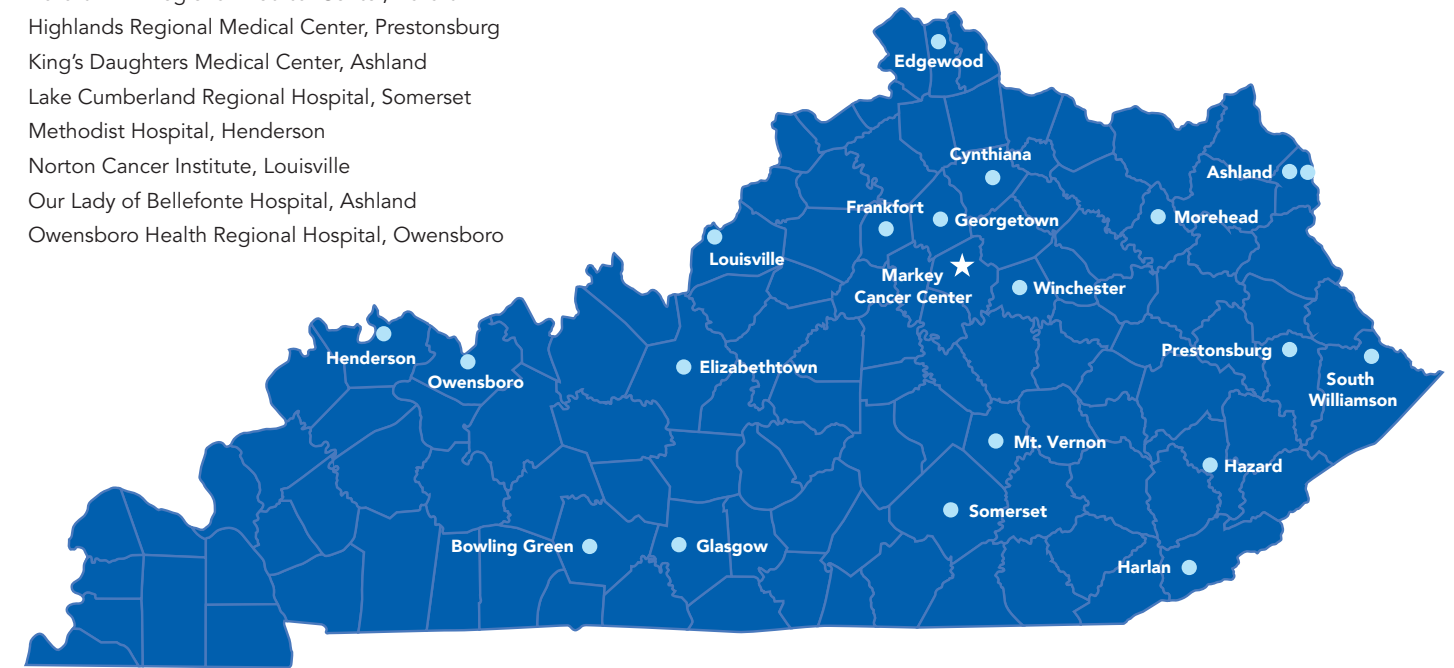 Highlands Regional Medical Center, Prestonsburg
King's Daughters Medical Center, Ashland
Lake Cumberland Regional Hospital, Somerset
Methodist Hospital, Henderson
Norton Cancer Institute, Louisville
Our Lady of Bellefonte Hospital, Ashland
Owensboro Health Regional Hospital, Owensboro
Edgewood
Cynthiana
Ashland
Frankfort
Georgetown
Morehead
Louisville
Markey
Cancer Center
Winchester
Henderson
Owensboro
Elizabethtown
Prestonsburg
South
Williamson
Mt. Vernon
Hazard
Somerset
Bowling Green
Glasgow
Harlan